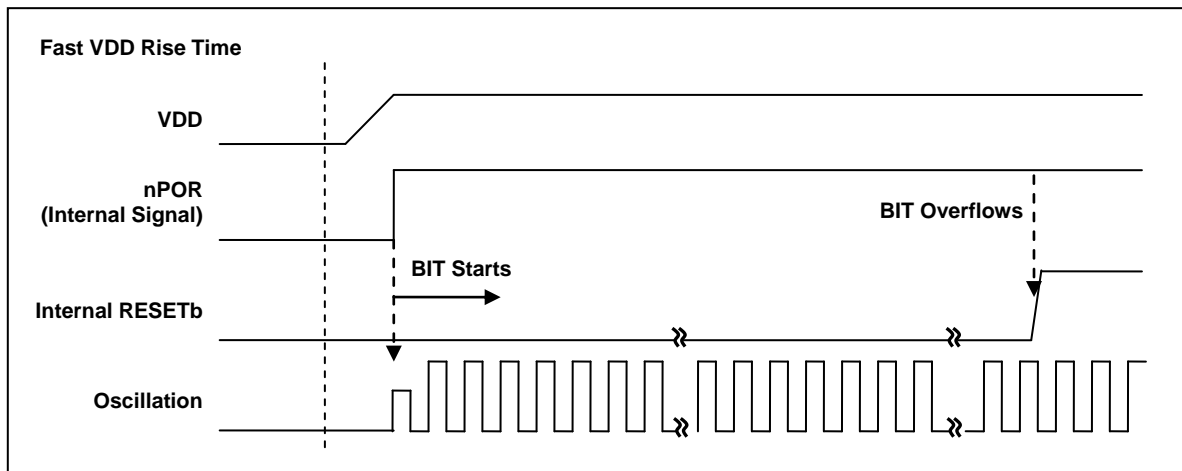 Fast VDD Rise Time
VDD
nPOR
(Internal Signal)
BIT Overflows
BIT Starts
Internal RESETb
Oscillation